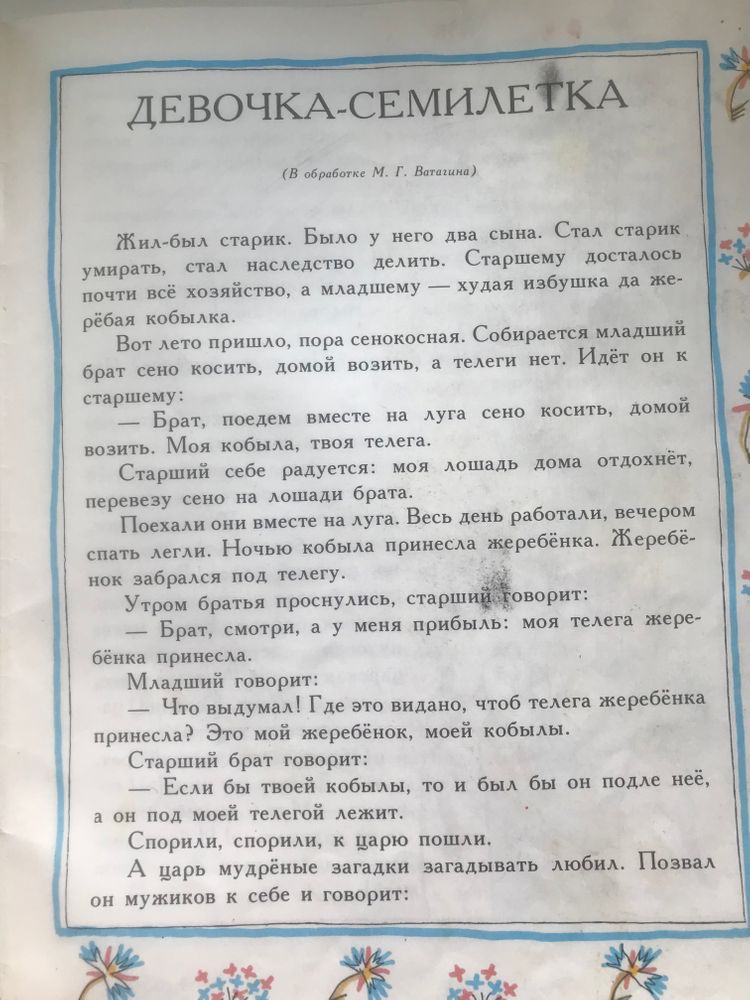 ДЕВОЧКА-СЕМИЛЕТКА
(В обработке М. Г. Ватагина)
Жил-был старик. Было у него два сына. Стал старик
умирать, стал наследство делить. Старшему досталось
почти всё хозяйство, а младшему — худая избушка да же-
рёбая кобылка.
Вот лето пришло, пора сенокосная. Собирается младший
брат сено косить, домой возить, а телеги нет. Идёт он к
старшему:
— Брат, поедем вместе на луга сено косить, домой
возить. Моя кобыла, твоя телега.
Старший себе радуется: моя лошадь дома отдохнёт,
перевезу сено на лошади брата.
Поехали они вместе на луга. Весь день работали, вечером
спать легли. Ночью кобыла принесла жеребёнка. Жеребё-
нок забрался под телегу.
Утром братья проснулись, старший говорит:
— Брат, смотри, а у меня прибыль: моя телега жере-
бёнка принесла.
Младший говорит:
— Что выдумал! Где это видано, чтоб телега жеребёнка
принесла? Это мой жеребёнок, моей кобылы.
Старший брат говорит:
— Если бы твоей кобылы, то и был бы он подле неё,
а он под моей телегой лежит.
Спорили, спорили, к царю пошли.
А царь мудрёные загадки загадывать любил. Позвал
он мужиков к себе и говорит: